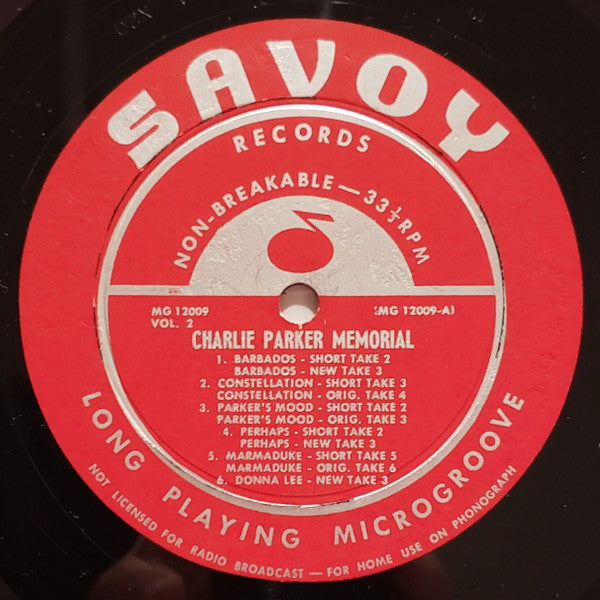 SAVOY
RECORDS
NON-BREAKABLE — 33⅓ RPM
MG 12009
VOL. 2
(MG 12009-A)
CHARLIE PARKER MEMORIAL
1. BARBADOS - SHORT TAKE 2
BARBADOS - NEW TAKE 3
2. CONSTELLATION - SHORT TAKE 3
CONSTELLATION - ORIG. TAKE 4
3. PARKER'S MOOD - SHORT TAKE 2
PARKER'S MOOD - ORIG. TAKE 3
4. PERHAPS - SHORT TAKE 2
PERHAPS - NEW TAKE 3
5. MARMADUKE - SHORT TAKE 5
MARMADUKE - ORIG. TAKE 6
6. DONNA LEE - NEW TAKE 3
LONG PLAYING MICROGROOVE
NOT LICENSED FOR RADIO BROADCAST — FOR HOME USE ON PHONOGRAPH